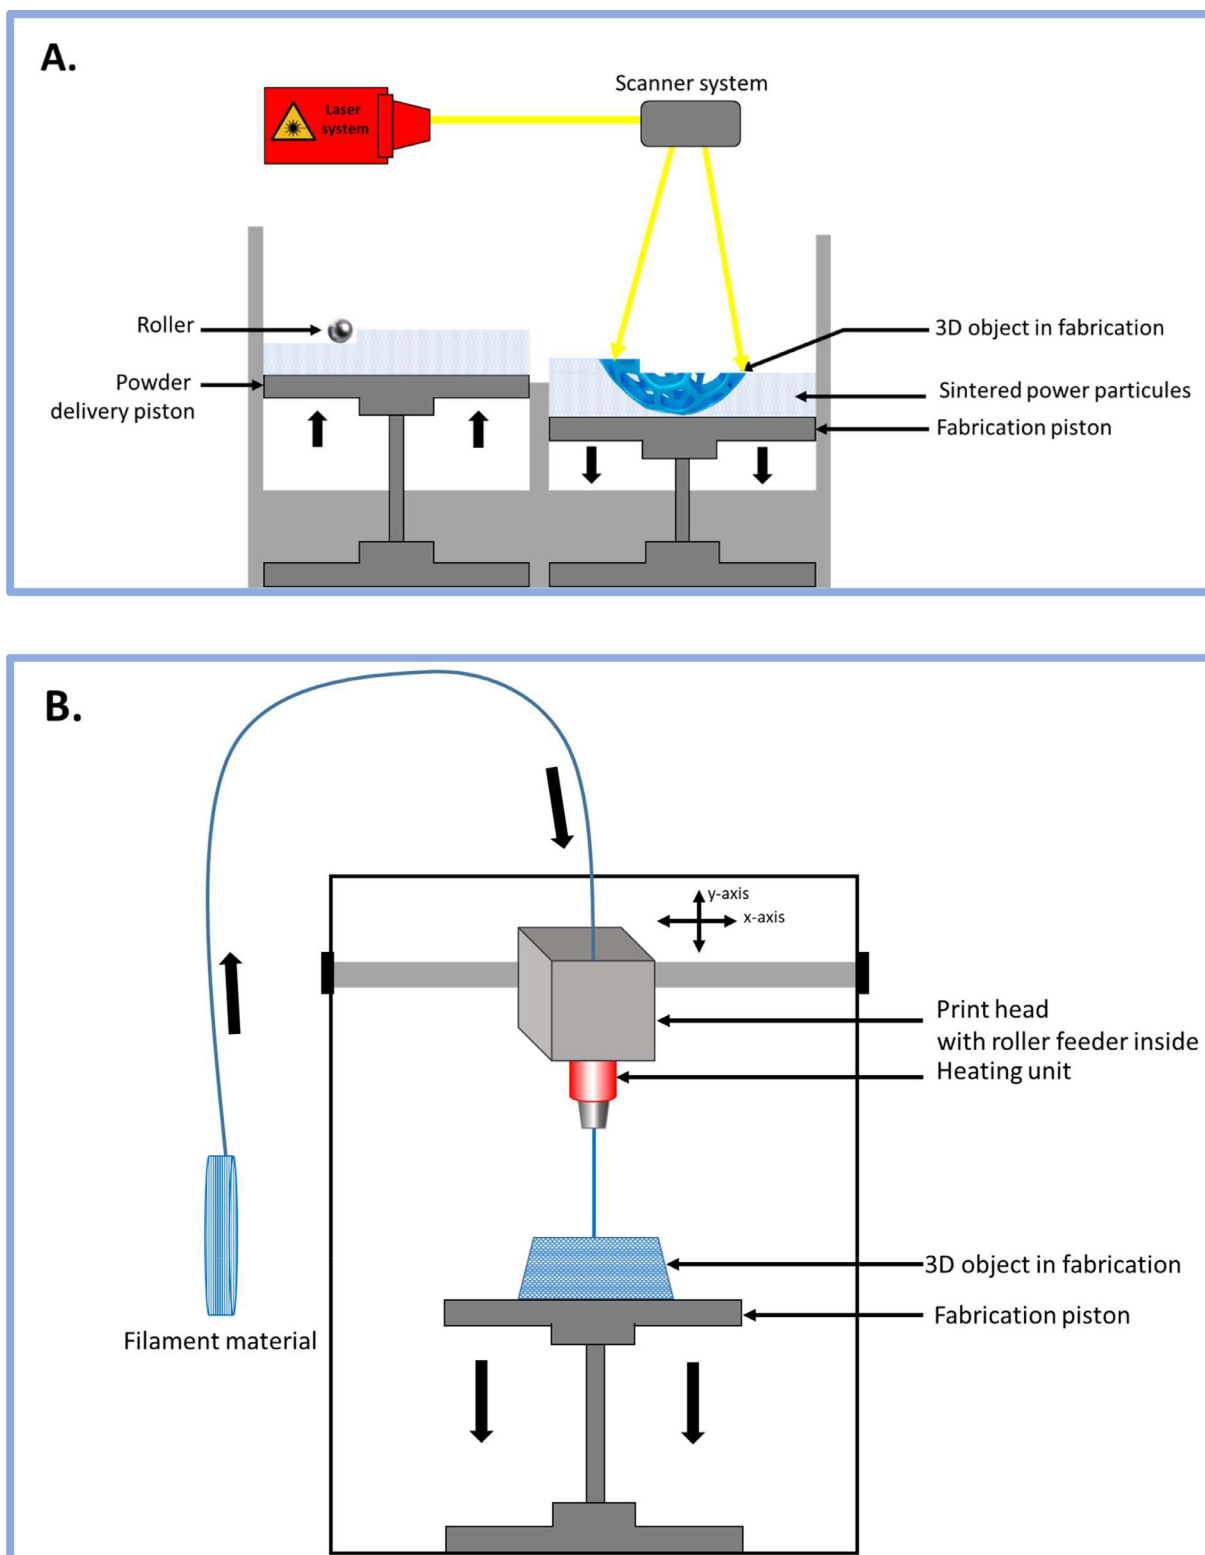 A.
Scanner system
Laser
system
Roller
3D object in fabrication
Powder
delivery piston
Sintered power particules
Fabrication piston
B.
y-axis
x-axis
Print head
with roller feeder inside
Heating unit
3D object in fabrication
Fabrication piston
Filament material